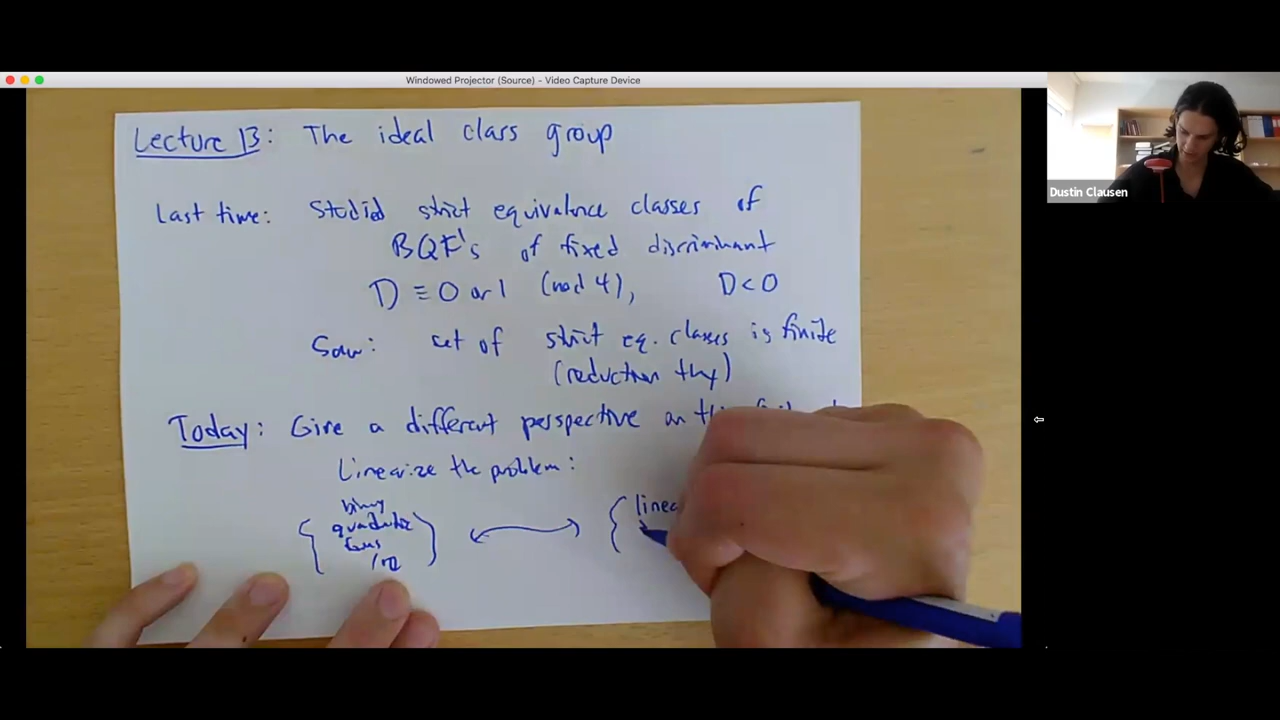 Windowed Projector (Source) - Video Capture Device
Dustin Clausen
Lecture 13: The ideal class group
Last time: Studied strict equivalence classes of
BQF's of fixed discriminant
D ≡ 0 or 1 (mod 4), D < 0
Saw: set of strict eq. classes is finite
(reduction thy)
Today: Give a different perspective on
Linearize the problem:
binary
quadratic
forms
/ℤ
linea